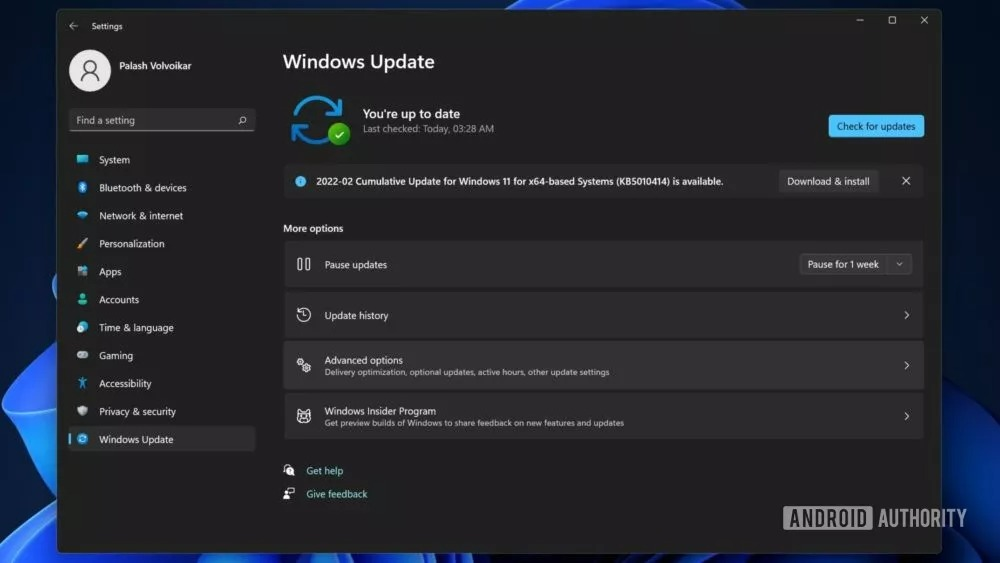 Settings
Palash Volvoikar
Find a setting
System
Bluetooth & devices
Network & internet
Personalization
Apps
Accounts
Time & language
Gaming
Accessibility
Privacy & security
Windows Update
Windows Update
You're up to date
Last checked: Today, 03:28 AM
Check for updates
2022-02 Cumulative Update for Windows 11 for x64-based Systems (KB5010414) is available.
Download & install
More options
Pause updates
Pause for 1 week
Update history
Advanced options
Delivery optimization, optional updates, active hours, other update settings
Windows Insider Program
Get preview builds of Windows to share feedback on new features and updates
Get help
Give feedback
ANDROID AUTHORITY